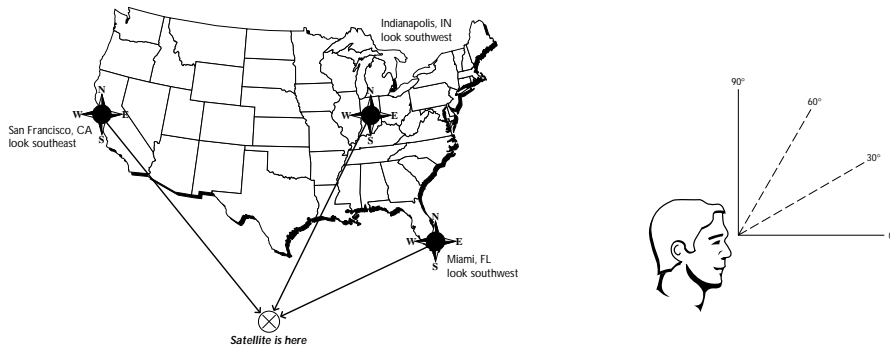 Indianapolis, IN
look southwest
N
W
E
S
San Francisco, CA
look southeast
N
W
E
S
N
W
E
S
Miami, FL
look southwest
Satellite is here
90°
60°
30°